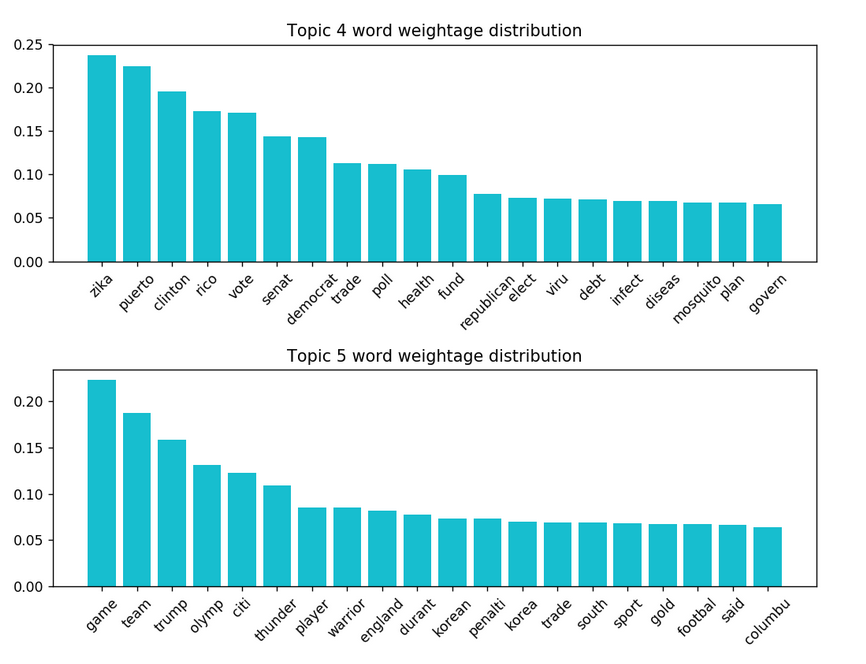 Topic 4 word weightage distribution
0.25
0.20
0.15
0.10
0.05
0.00
zika puerto clinton rico vote senat democrat trade poll health fund republican elect viru debt infect diseas mosquito plan govern
Topic 5 word weightage distribution
0.20
0.15
0.10
0.05
0.00
game team trump olymp citi thunder player warrior england durant korean penalti korea trade south sport gold footbal said columbu